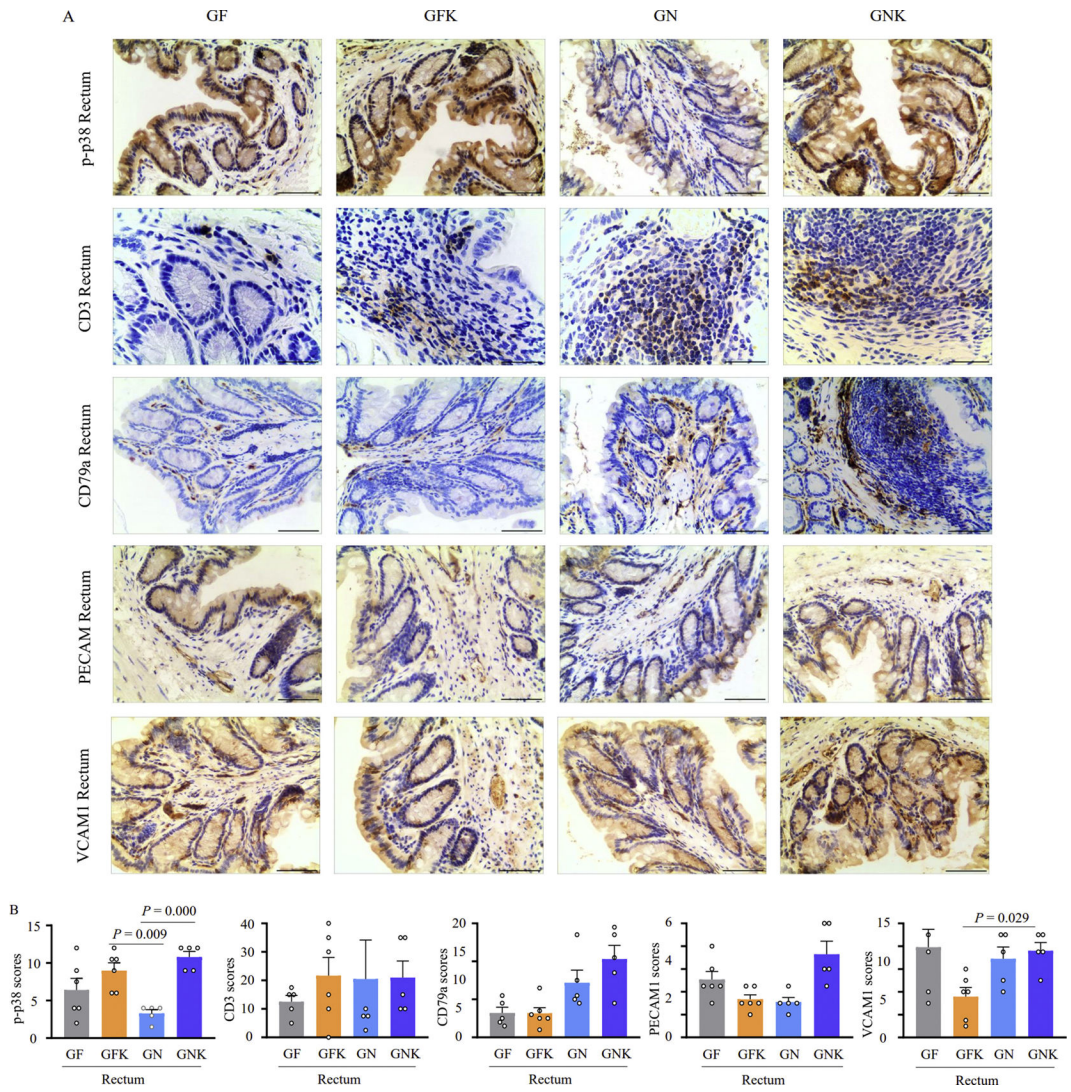 A
GF GFK GN GNK
p-p38 Rectum
CD3 Rectum
CD79a Rectum
PECAM Rectum
VCAM1 Rectum
B
p-p38 scores
15
10
5
0
P = 0.000
P = 0.009
GF GFK GN GNK
Rectum
CD3 scores
40
30
20
10
0
GF GFK GN GNK
Rectum
CD79a scores
20
15
10
5
0
GF GFK GN GNK
Rectum
PECAM1 scores
6
4
2
0
GF GFK GN GNK
Rectum
VCAM1 scores
15
10
5
0
P = 0.029
GF GFK GN GNK
Rectum